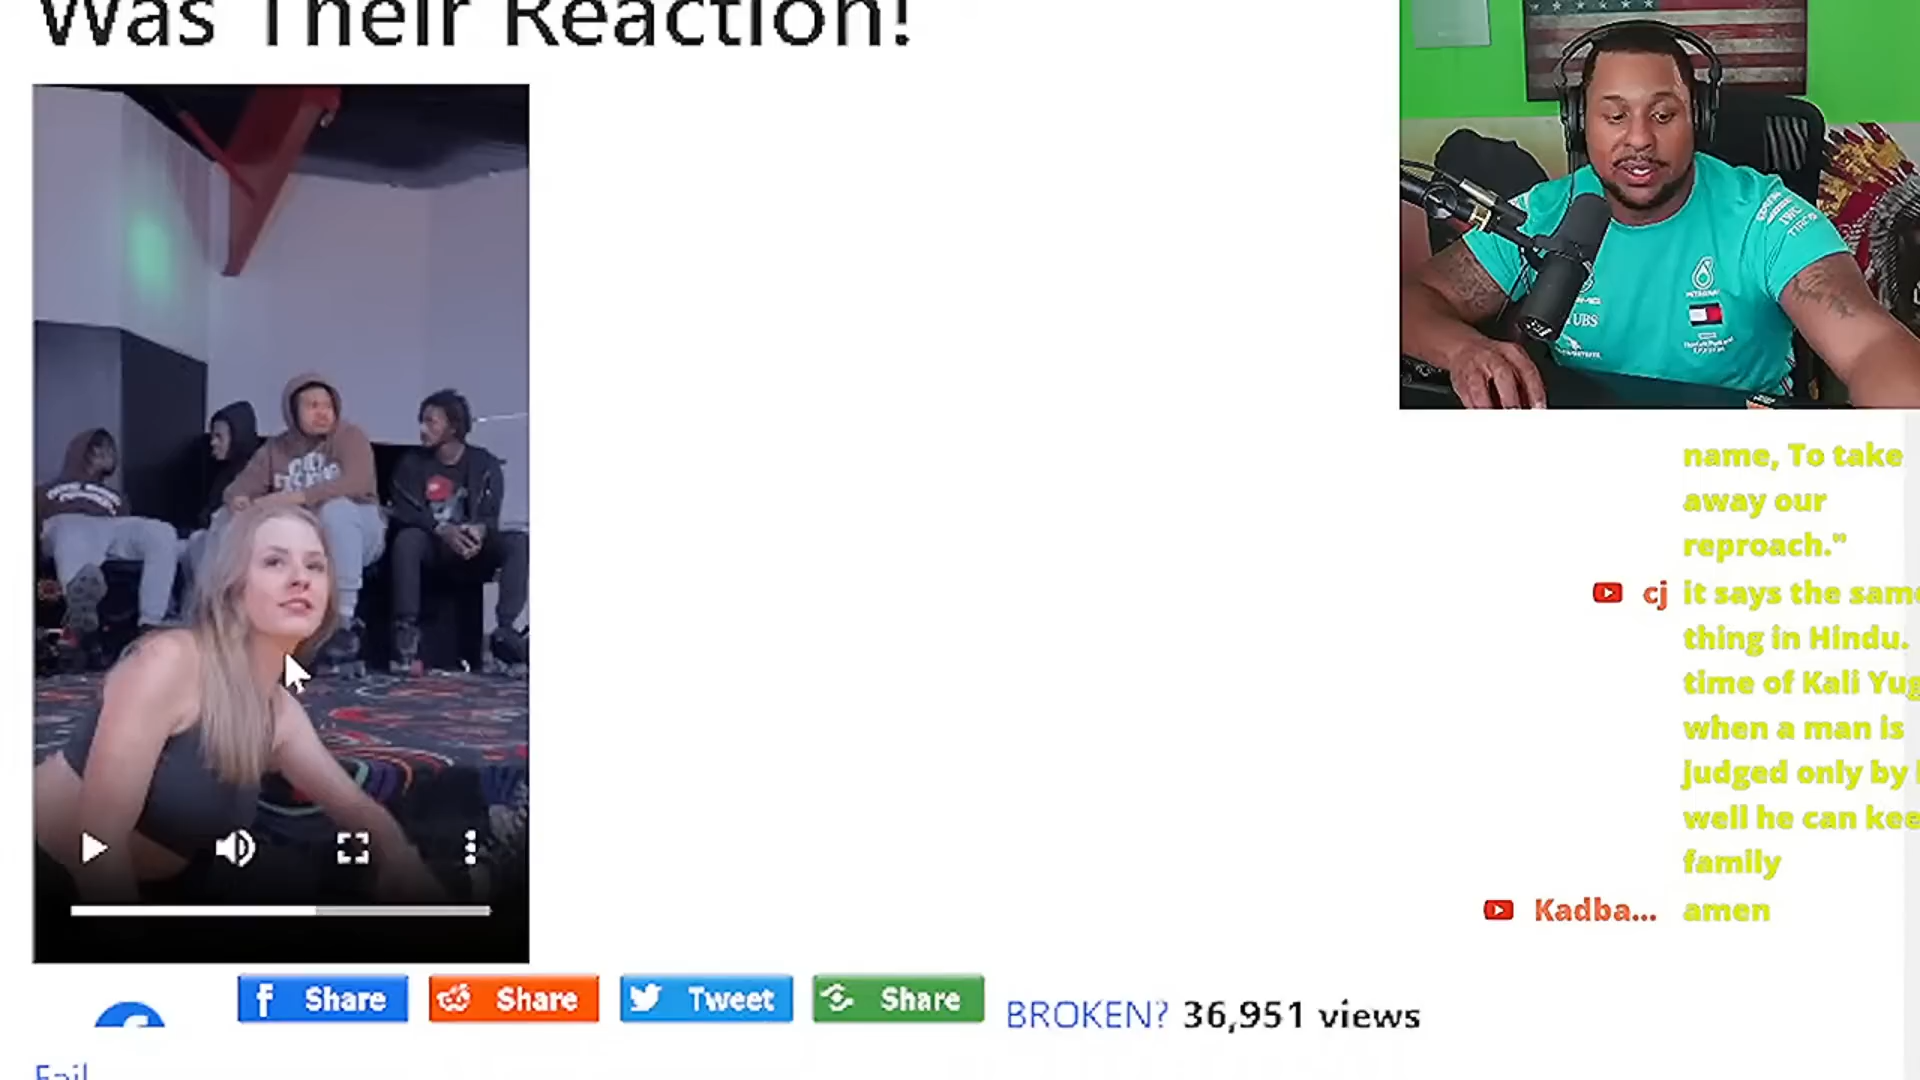 Was Their Reaction!
name, To take
away our
reproach."
cj it says the same
thing in Hindu.
time of Kali Yug
when a man is
judged only by
well he can kee
family
Kadba... amen
UBS
Share
Share
Tweet
Share
BROKEN? 36,951 views
Fail